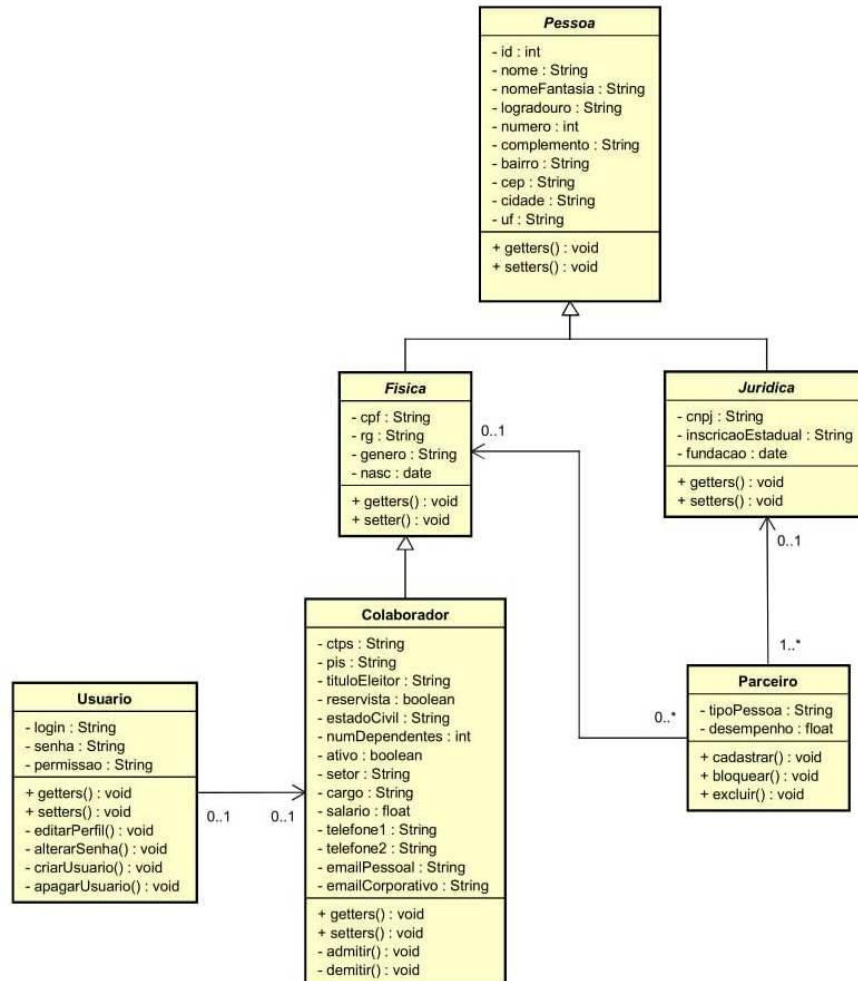 Pessoa
- id : int
- nome : String
- nomeFantasia : String
- logradouro : String
- numero : int
- complemento : String
- bairro : String
- cep : String
- cidade : String
- uf : String
+ getters() : void
+ setters() : void
Fisica
- cpf : String
- rg : String
- genero : String
- nasc : date
+ getters() : void
+ setter() : void
0..1
Juridica
- cnpj : String
- inscricaoEstadual : String
- fundacao : date
+ getters() : void
+ setters() : void
0..1
1..*
Colaborador
- ctps : String
- pis : String
- tituloEleitor : String
- reservista : boolean
- estadoCivil : String
- numDependentes : int
- ativo : boolean
- setor : String
- cargo : String
- salario : float
- telefone1 : String
- telefone2 : String
- emailPessoal : String
- emailCorporativo : String
+ getters() : void
+ setters() : void
- admitir() : void
- demitir() : void
Usuario
- login : String
- senha : String
- permissao : String
+ getters() : void
+ setters() : void
- editarPerfil() : void
- alterarSenha() : void
- criarUsuario() : void
- apagarUsuario() : void
0..1
0..1
0..*
Parceiro
- tipoPessoa : String
- desempenho : float
+ cadastrar() : void
+ bloquear() : void
+ excluir() : void